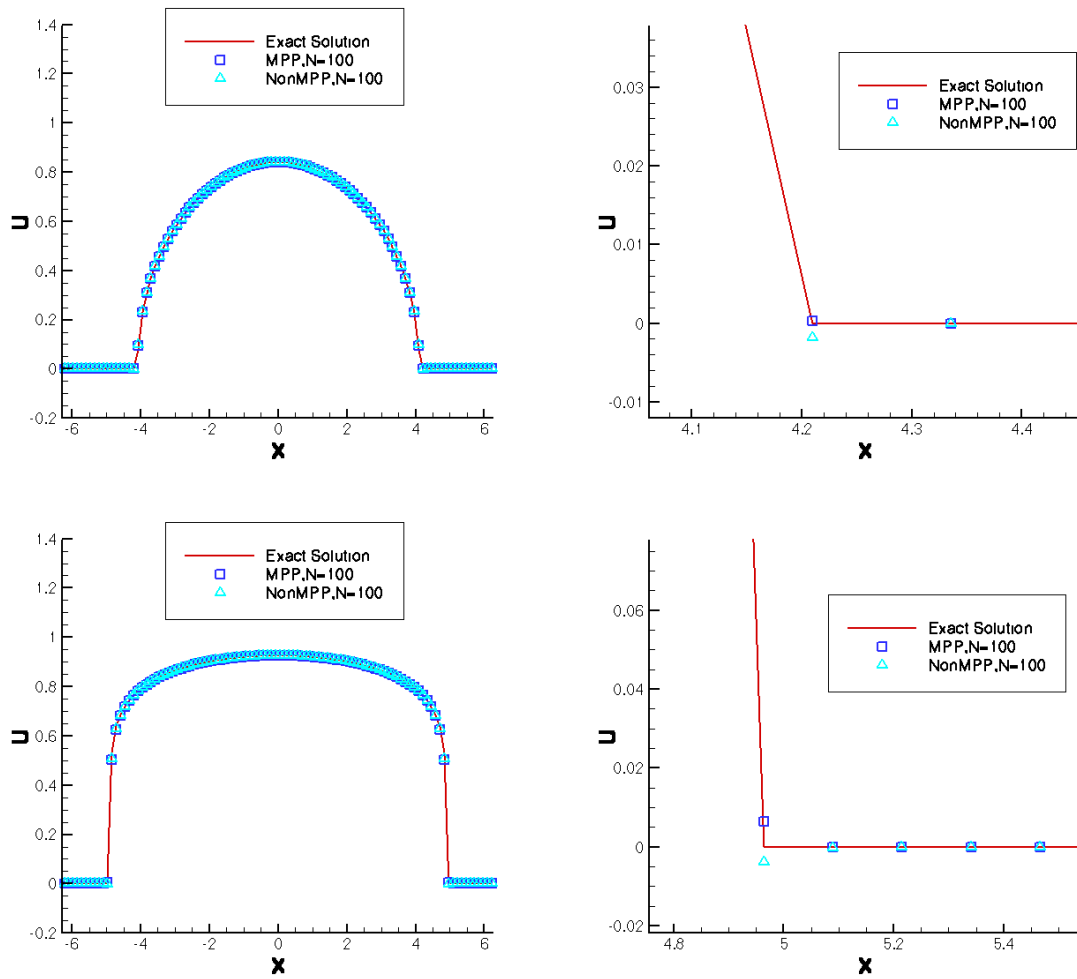 1.4
1.2
1
0.8
0.6
0.4
0.2
0
-0.2
U
-6
-4
-2
0
2
4
6
X
Exact Solution
MPP,N=100
NonMPP,N=100
0.03
0.02
0.01
0
-0.01
U
4.1
4.2
4.3
4.4
X
Exact Solution
MPP,N=100
NonMPP,N=100
1.4
1.2
1
0.8
0.6
0.4
0.2
0
-0.2
U
-6
-4
-2
0
2
4
6
X
Exact Solution
MPP,N=100
NonMPP,N=100
0.06
0.04
0.02
0
-0.02
U
4.8
5
5.2
5.4
X
Exact Solution
MPP,N=100
NonMPP,N=100